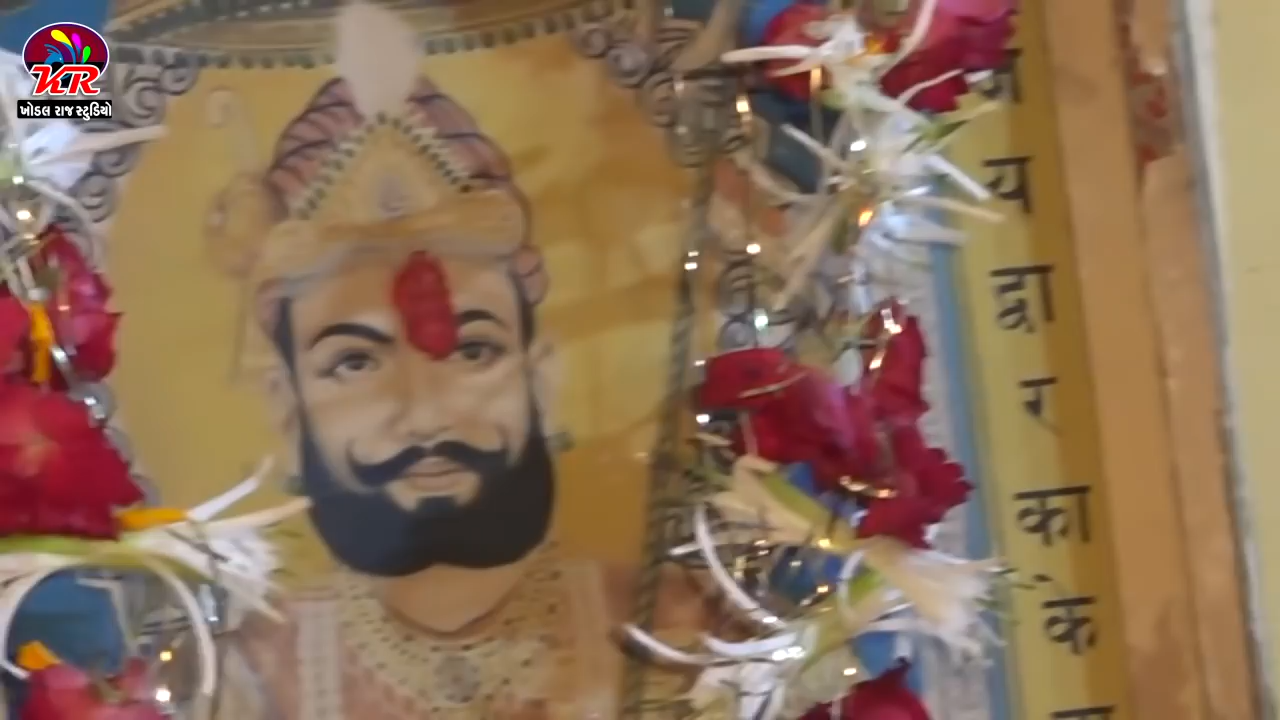 KR
ખોડલ રાજ સ્ટુડિયો
य
द्वा
र
का
के